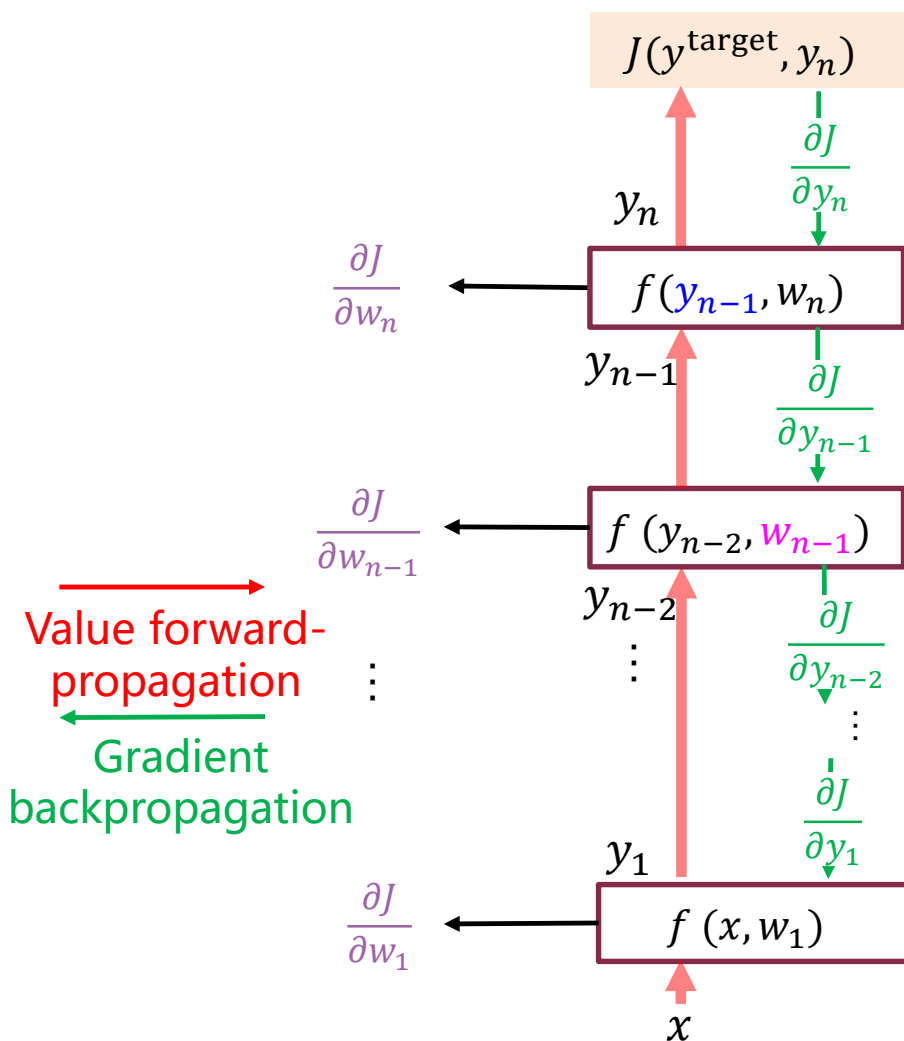 J(y^target, y_n)
∂J
∂y_n
y_n
∂J
∂w_n
f(y_{n−1}, w_n)
y_{n−1}
∂J
∂y_{n−1}
∂J
∂w_{n−1}
f (y_{n−2}, w_{n−1})
y_{n−2}
∂J
∂y_{n−2}
Value forward-
propagation
⋮
⋮
⋮
Gradient
backpropagation
∂J
∂y_1
y_1
∂J
∂w_1
f (x, w_1)
x